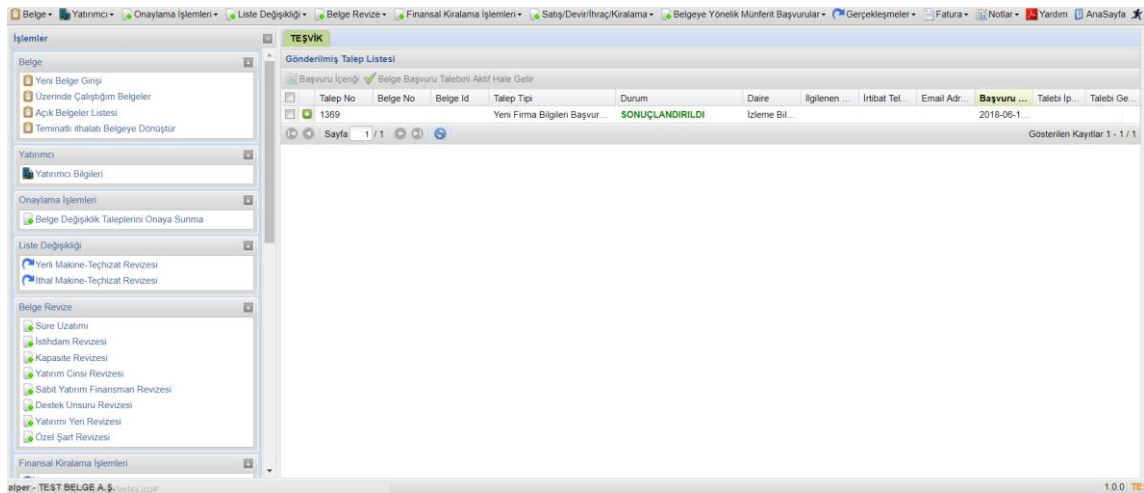 Belge Yatırımcı Onaylama İşlemleri Liste Değişikliği Belge Revize Finansal Kiralama İşlemleri Satış/Devir/İhraç/Kiralama Belgeye Yönelik Münferit Başvurular Gerçekleşmeler Fatura Notlar Yardım AnaSayfa
İşlemler
TEŞVİK
Belge
Yeni Belge Girişi
Üzerinde Çalıştığım Belgeler
Açık Belgeler Listesi
Teminatlı ithalatı Belgeye Dönüştür
Yatırımcı
Yatırımcı Bilgileri
Onaylama İşlemleri
Belge Değişiklik Taleplerini Onaya Sunma
Liste Değişikliği
Yerli Makine-Teçhizat Revizesi
İthal Makine-Teçhizat Revizesi
Belge Revize
Süre Uzatımı
İstihdam Revizesi
Kapasite Revizesi
Yatırım Cinsi Revizesi
Sabit Yatırım Finansman Revizesi
Destek Unsuru Revizesi
Yatırımı Yeri Revizesi
Özel Şart Revizesi
Finansal Kiralama İşlemleri
Gönderilmiş Talep Listesi
Başvuru İçeriği Belge Başvuru Talebini Aktif Hale Getir
Talep No Belge No Belge Id Talep Tipi Durum Daire İlgilenen ... İrtibat Tel... Email Adr... Başvuru ... Talebi İp... Talebi Ge...
1369 Yeni Firma Bilgileri Başvur... SONUÇLANDIRILDI İzleme Bil... 2018-06-1...
Sayfa 1 / 1 Gösterilen Kayıtlar 1 - 1 / 1
alper - TEST BELGE A.Ş. 1.0.0 TE